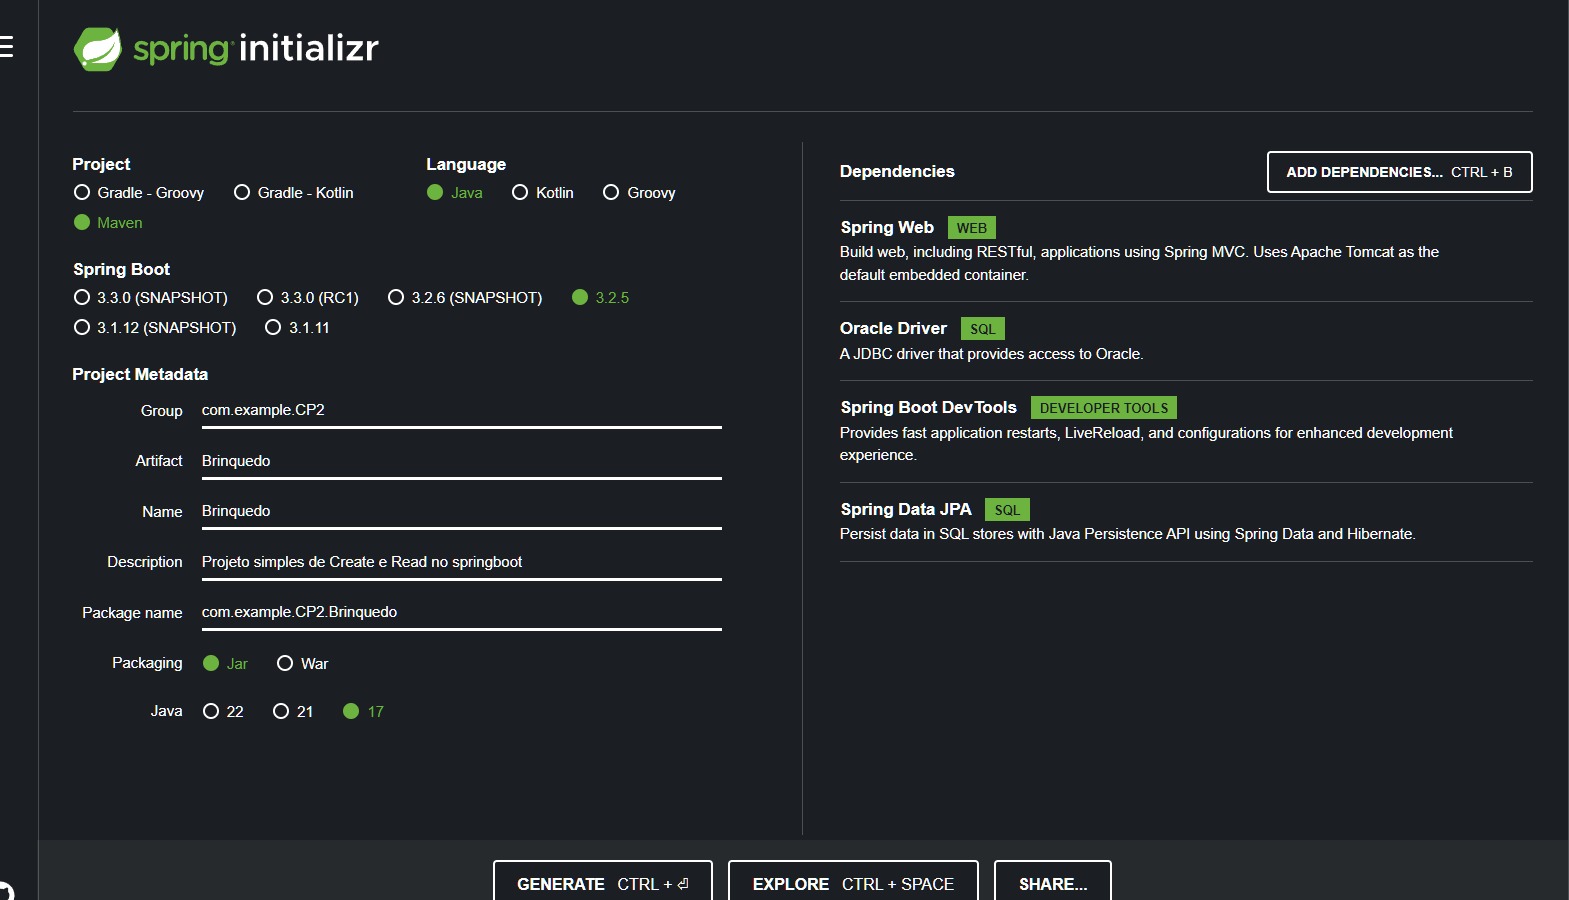 spring initializr
Project
Gradle - Groovy Gradle - Kotlin
Maven
Language
Java Kotlin Groovy
Spring Boot
3.3.0 (SNAPSHOT) 3.3.0 (RC1) 3.2.6 (SNAPSHOT) 3.2.5
3.1.12 (SNAPSHOT) 3.1.11
Project Metadata
Group com.example.CP2
Artifact Brinquedo
Name Brinquedo
Description Projeto simples de Create e Read no springboot
Package name com.example.CP2.Brinquedo
Packaging Jar War
Java 22 21 17
Dependencies
ADD DEPENDENCIES... CTRL + B
Spring Web WEB
Build web, including RESTful, applications using Spring MVC. Uses Apache Tomcat as the
default embedded container.
Oracle Driver SQL
A JDBC driver that provides access to Oracle.
Spring Boot DevTools DEVELOPER TOOLS
Provides fast application restarts, LiveReload, and configurations for enhanced development
experience.
Spring Data JPA SQL
Persist data in SQL stores with Java Persistence API using Spring Data and Hibernate.
GENERATE CTRL + ⏎
EXPLORE CTRL + SPACE
SHARE...